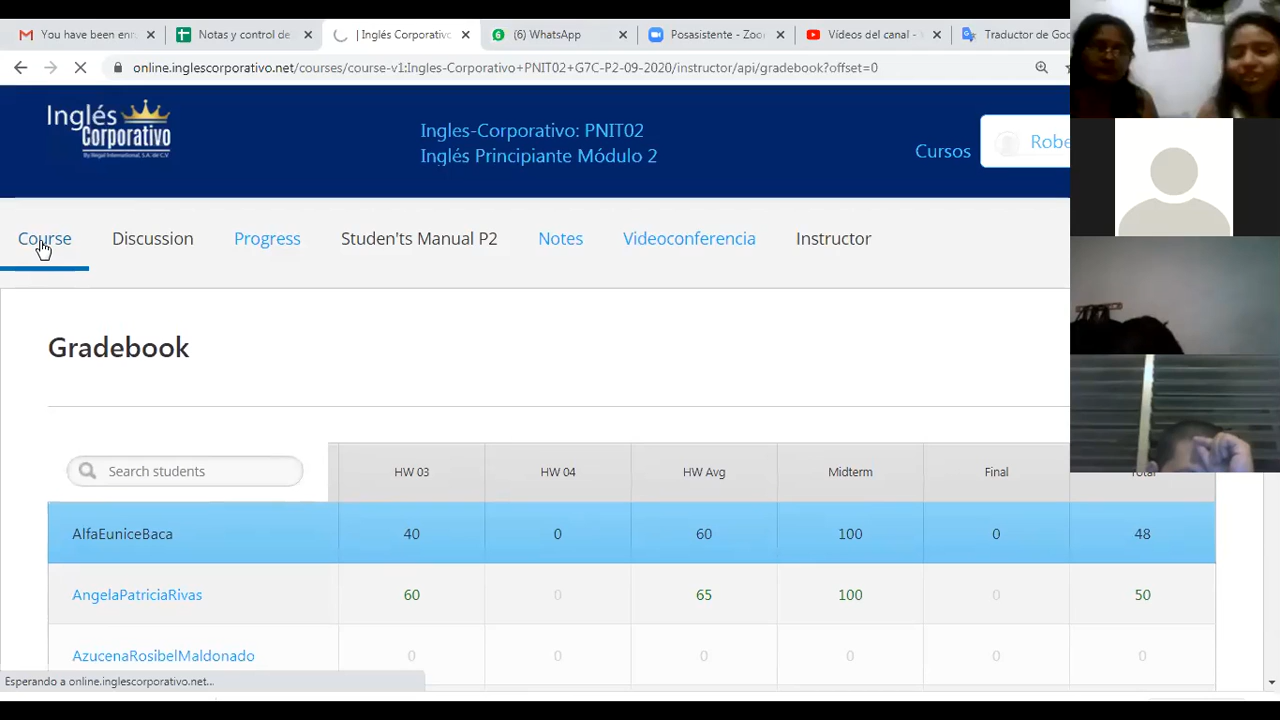 You have been enr
Notas y control de
| Inglés Corporativo
(6) WhatsApp
Posasistente - Zoo
Vídeos del canal -
Traductor de Goo
online.inglescorporativo.net/courses/course-v1:Ingles-Corporativo+PNIT02+G7C-P2-09-2020/instructor/api/gradebook?offset=0
Inglés
Corporativo
Ingles-Corporativo: PNIT02
Inglés Principiante Módulo 2
Cursos
Robe
Course
Discussion
Progress
Studen'ts Manual P2
Notes
Videoconferencia
Instructor
Gradebook
Search students
HW 03
HW 04
HW Avg
Midterm
Final
Total
AlfaEuniceBaca
40
0
60
100
0
48
AngelaPatriciaRivas
60
0
65
100
0
50
AzucenaRosibelMaldonado
0
0
0
0
0
0
Esperando a online.inglescorporativo.net...